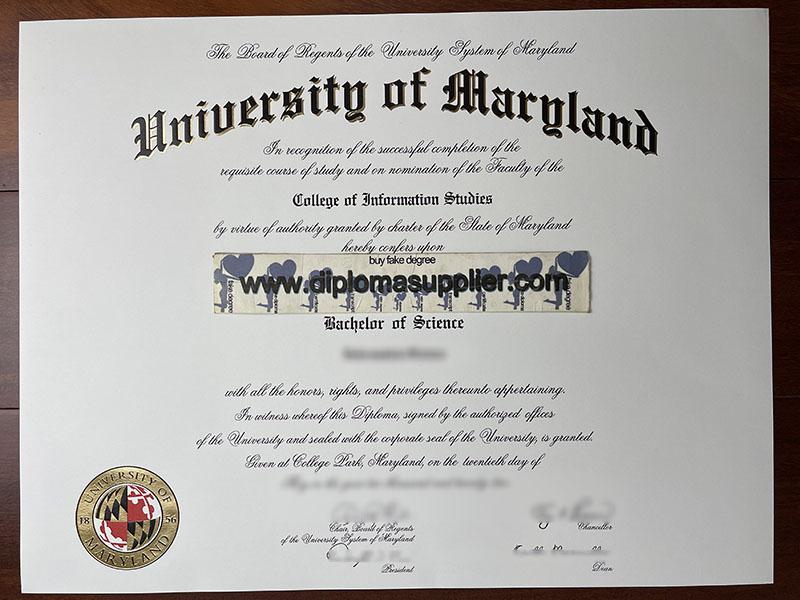 The Board of Regents of the University System of Maryland
University of Maryland
In recognition of the successful completion of the
requisite course of study and on nomination of the Faculty of the
College of Information Studies
by virtue of authority granted by charter of the State of Maryland
hereby confers upon
buy fake degree
www.diplomasupplier.com
Bachelor of Science
with all the honors, rights, and privileges thereunto appertaining.
In witness whereof this Diploma, signed by the authorized offices
of the University and sealed with the corporate seal of the University, is granted.
Given at College Park, Maryland, on the twentieth day of
UNIVERSITY OF
18 56
MARYLAND
Chair, Board of Regents
of the University System of Maryland
Chancellor
President
Dean